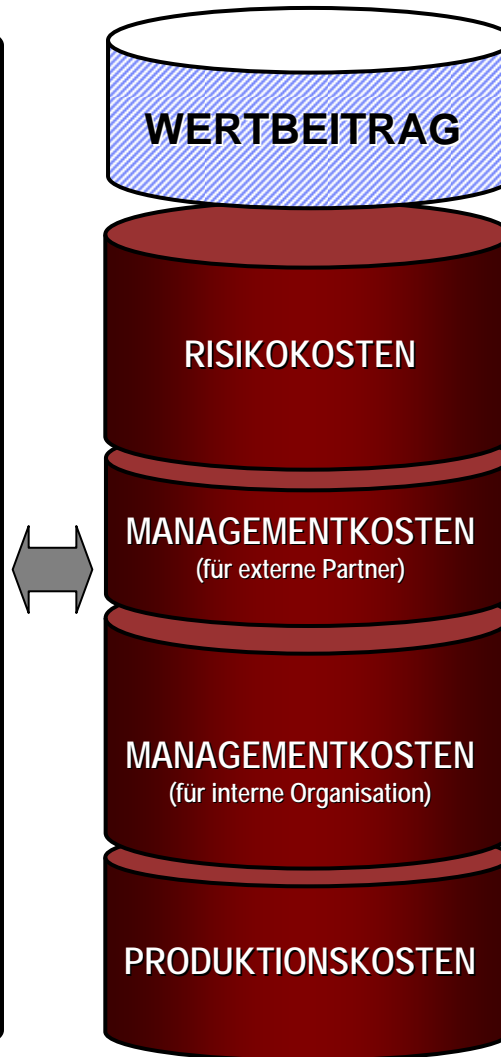 WERTBEITRAG
RISIKOKOSTEN
MANAGEMENTKOSTEN
(für externe Partner)
MANAGEMENTKOSTEN
(für interne Organisation)
PRODUKTIONSKOSTEN